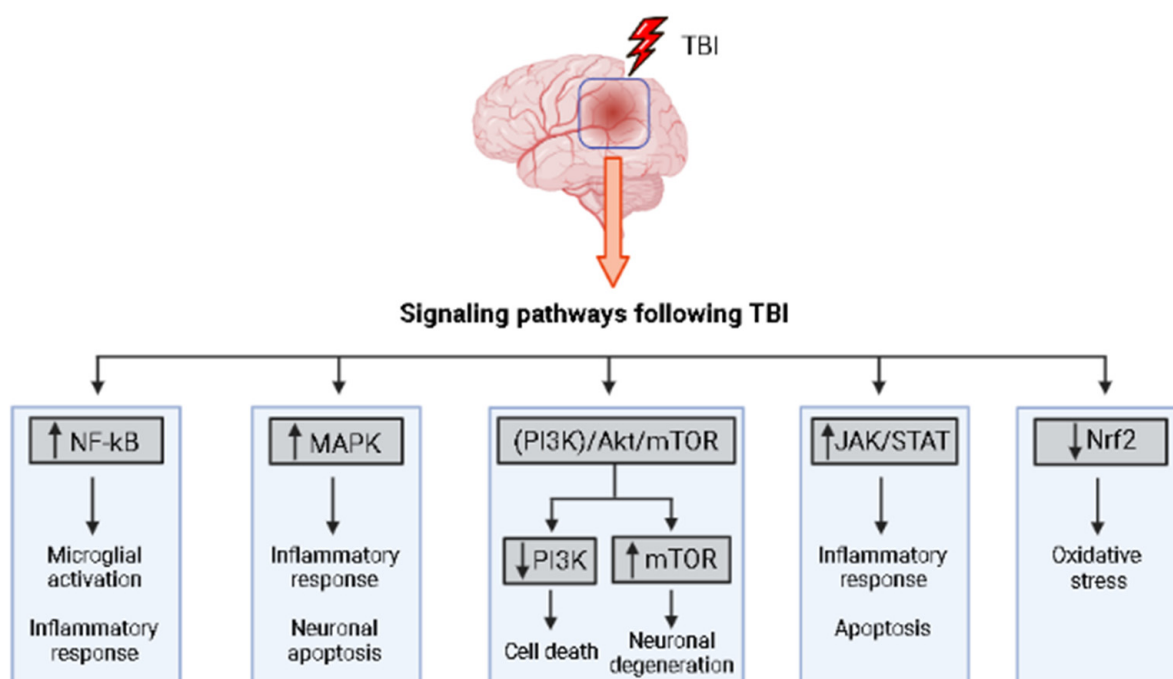 TBI
Signaling pathways following TBI
↑ NF-kB
Microglial
activation
Inflammatory
response
↑ MAPK
Inflammatory
response
Neuronal
apoptosis
(PI3K)/Akt/mTOR
↓ PI3K
Cell death
↑ mTOR
Neuronal
degeneration
↑ JAK/STAT
Inflammatory
response
Apoptosis
↓ Nrf2
Oxidative
stress